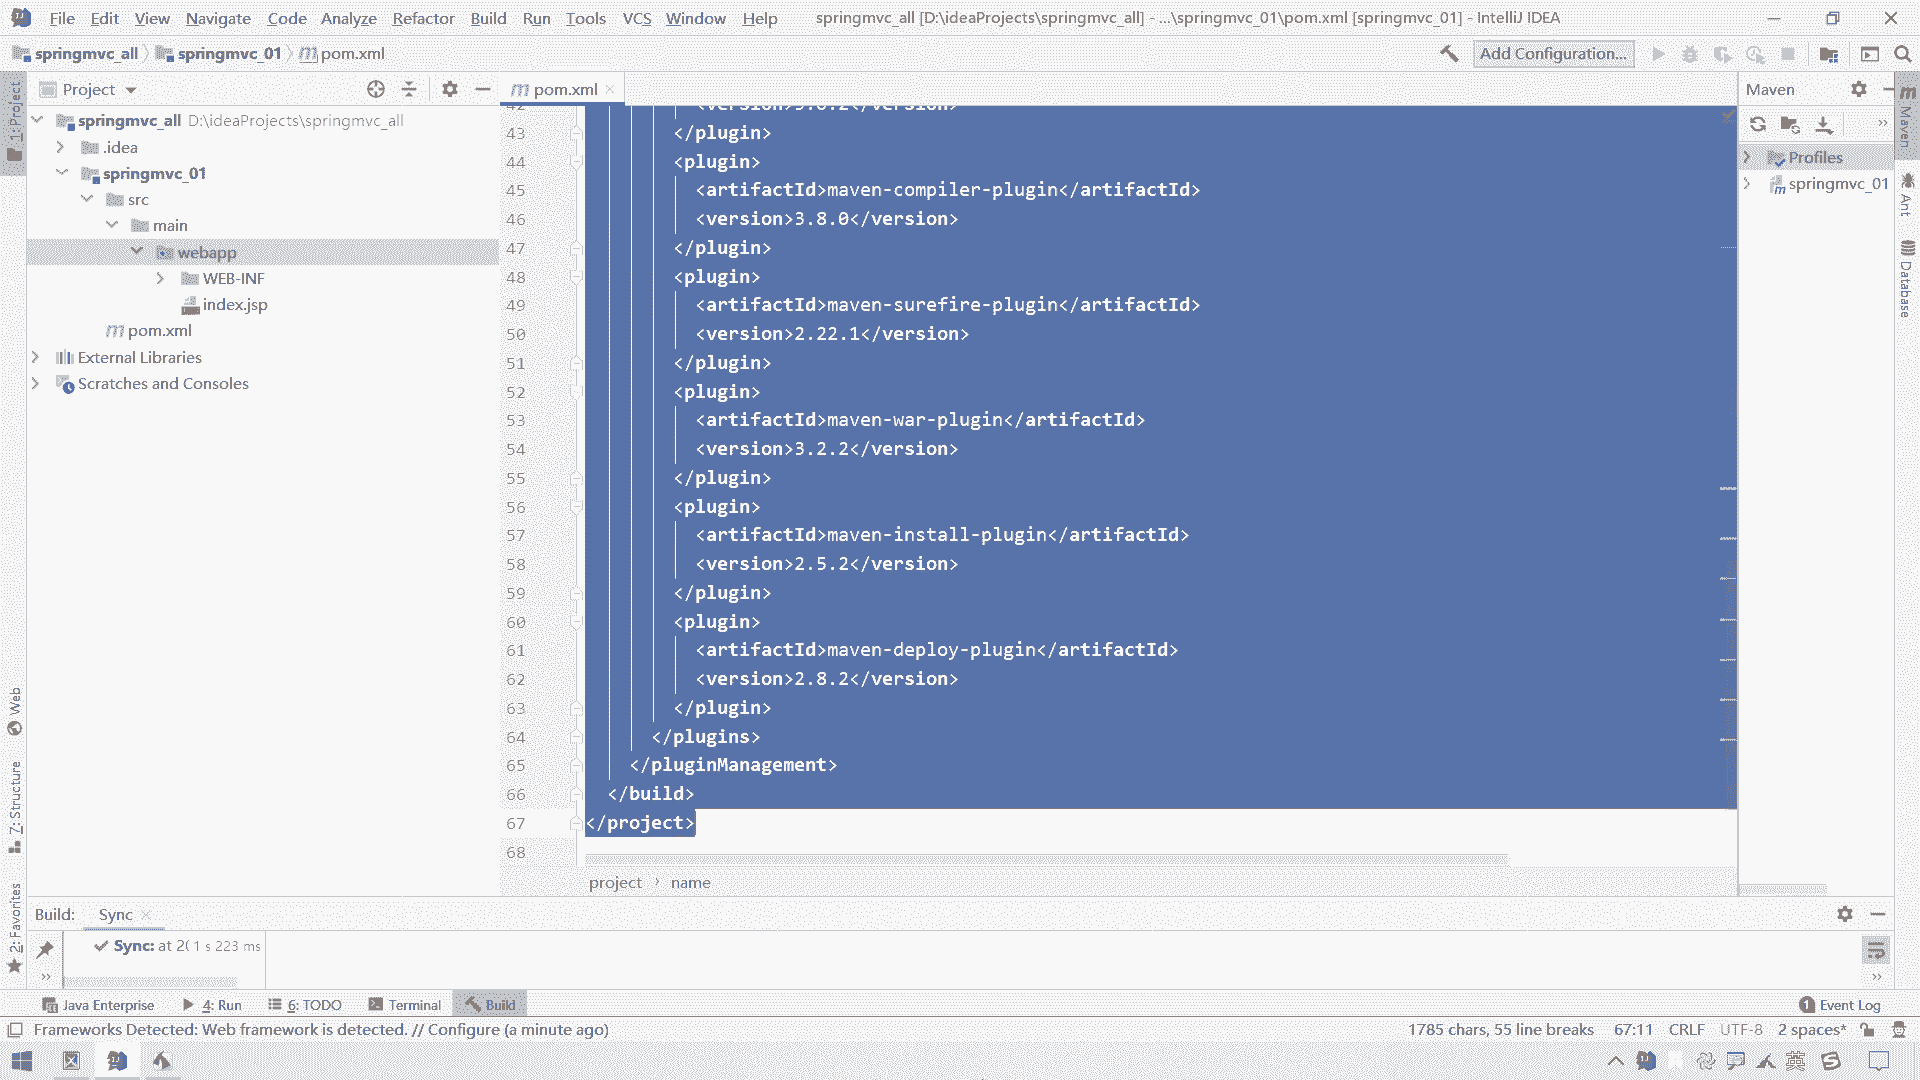 File Edit View Navigate Code Analyze Refactor Build Run Tools VCS Window Help springmvc_all [D:\ideaProjects\springmvc_all] - ...\springmvc_01\pom.xml [springmvc_01] - IntelliJ IDEA
springmvc_all springmvc_01 pom.xml Add Configuration...
Project pom.xml Maven
springmvc_all D:\ideaProjects\springmvc_all
.idea
springmvc_01
src
main
webapp
WEB-INF
index.jsp
pom.xml
External Libraries
Scratches and Consoles
43 </plugin>
44 <plugin>
45 <artifactId>maven-compiler-plugin</artifactId>
46 <version>3.8.0</version>
47 </plugin>
48 <plugin>
49 <artifactId>maven-surefire-plugin</artifactId>
50 <version>2.22.1</version>
51 </plugin>
52 <plugin>
53 <artifactId>maven-war-plugin</artifactId>
54 <version>3.2.2</version>
55 </plugin>
56 <plugin>
57 <artifactId>maven-install-plugin</artifactId>
58 <version>2.5.2</version>
59 </plugin>
60 <plugin>
61 <artifactId>maven-deploy-plugin</artifactId>
62 <version>2.8.2</version>
63 </plugin>
64 </plugins>
65 </pluginManagement>
66 </build>
67 </project>
68
project › name
Profiles
springmvc_01
1: Project
Web
7: Structure
2: Favorites
Maven
Ant
Database
Build: Sync
Sync: at 20 1 s 223 ms
Java Enterprise 4: Run 6: TODO Terminal Build 1 Event Log
Frameworks Detected: Web framework is detected. // Configure (a minute ago) 1785 chars, 55 line breaks 67:11 CRLF UTF-8 2 spaces*
英